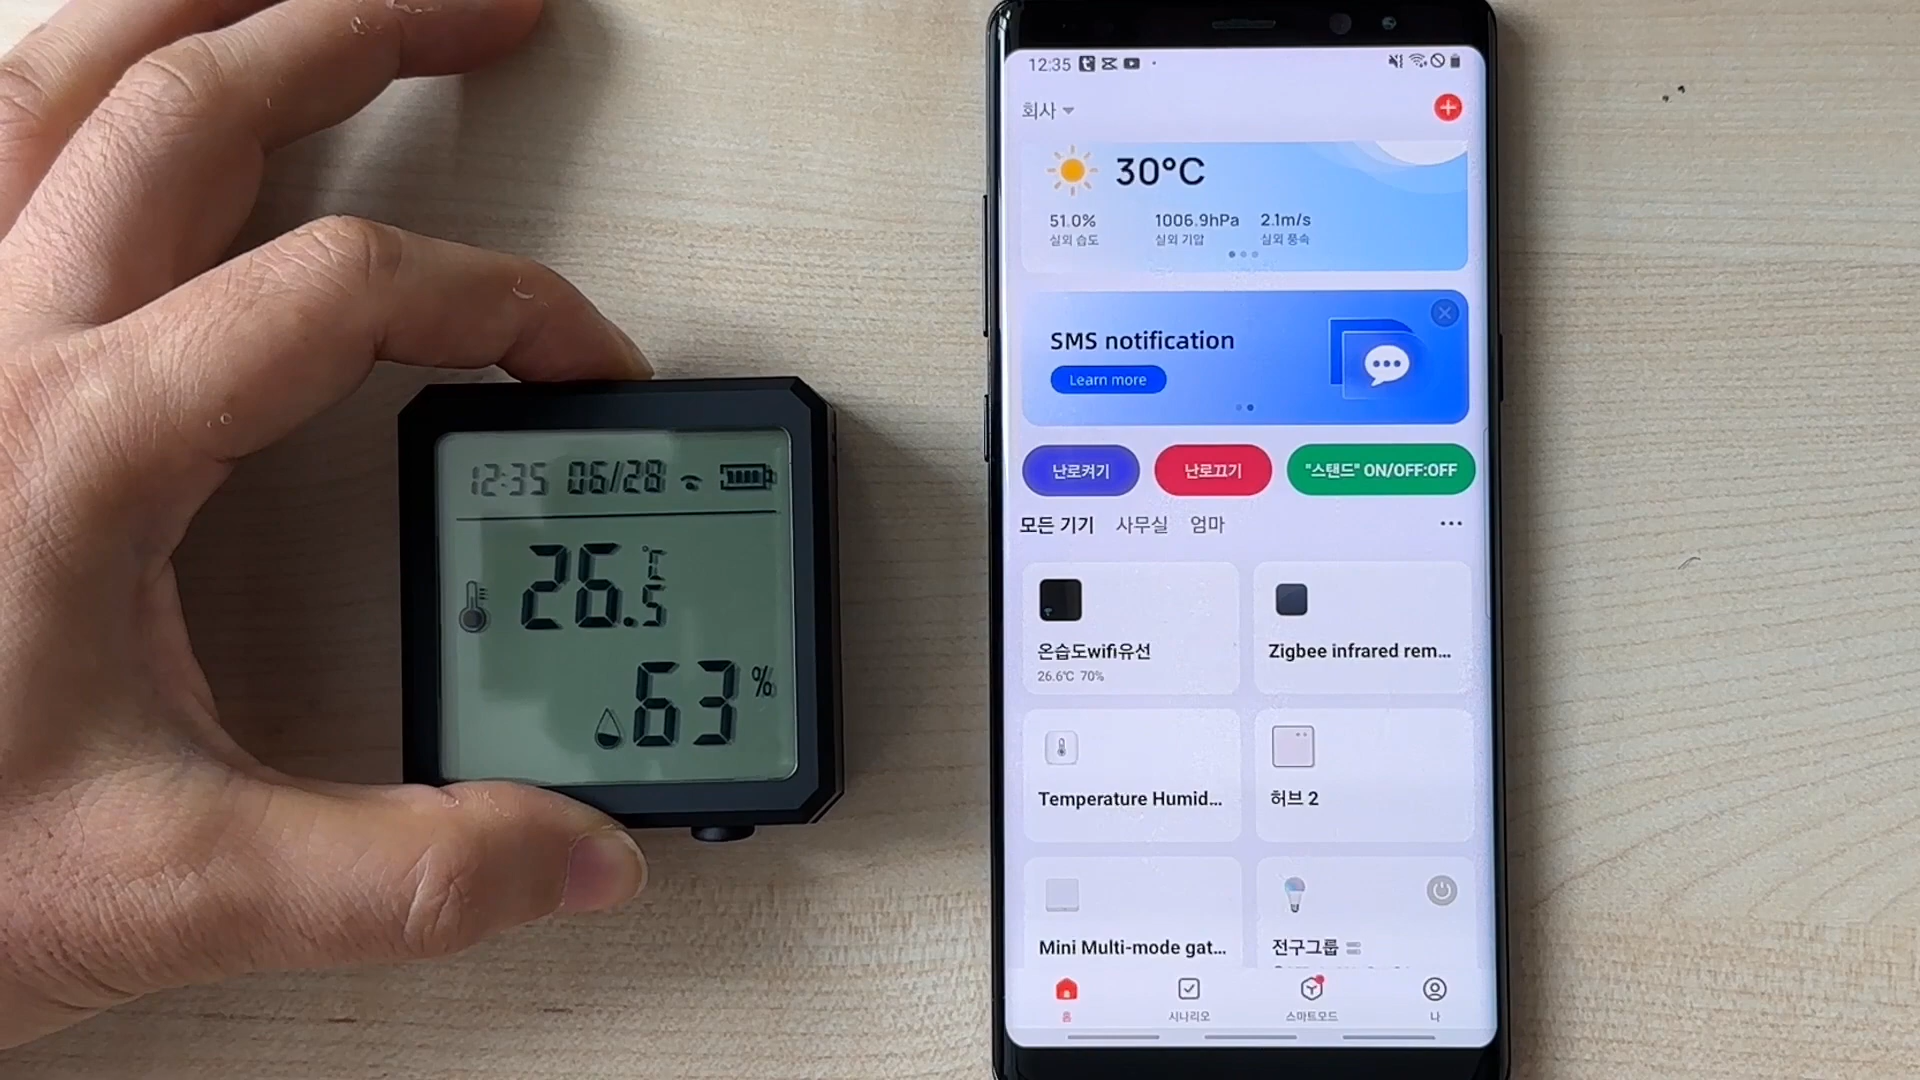 12:35 06/28
26.5 ℃
63 %
12:35
회사
30°C
51.0% 1006.9hPa 2.1m/s
실외 습도 실외 기압 실외 풍속
SMS notification
Learn more
난로켜기 난로끄기 "스탠드" ON/OFF:OFF
모든 기기 사무실 엄마
온습도wifi유선 Zigbee infrared rem...
26.6℃ 70%
Temperature Humid... 허브 2
Mini Multi-mode gat... 전구그룹
홈 시나리오 스마트모드 나